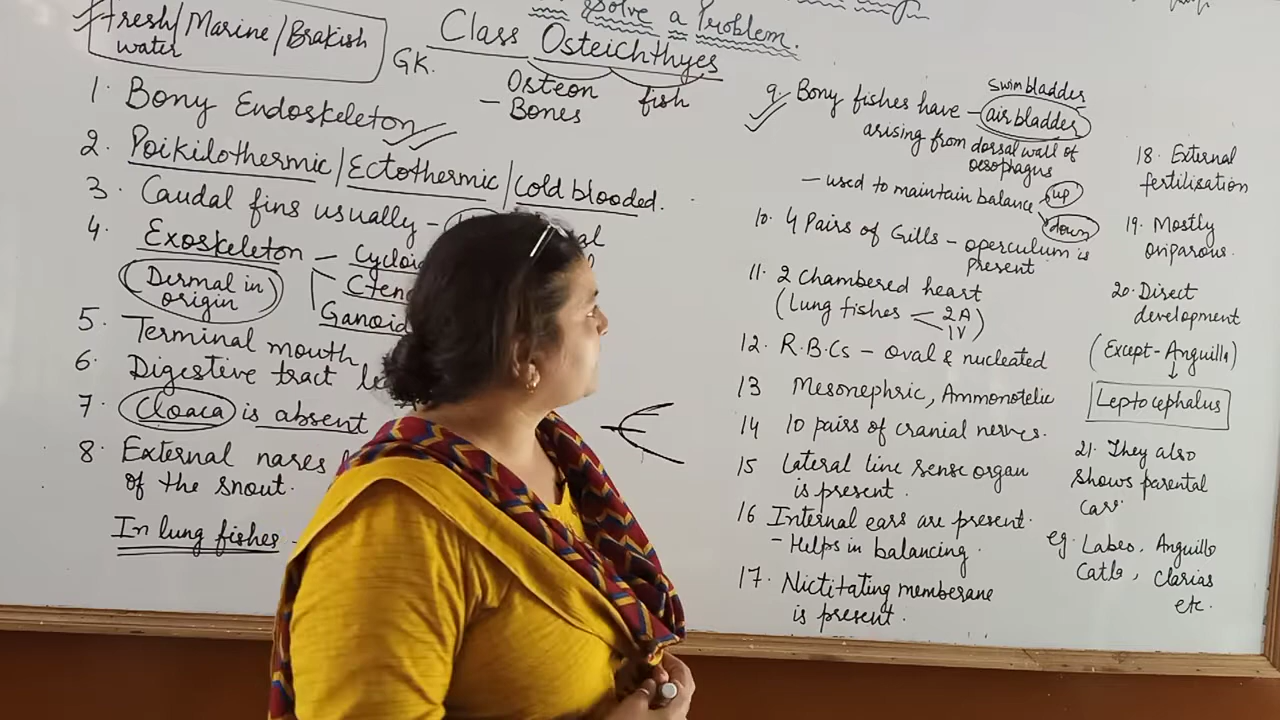 Solve a Problem.
Fresh/Marine/Brakish
water
Class Osteichthyes
GK.
Osteon fish
- Bones
1. Bony Endoskeleton
2. Poikilothermic/Ectothermic/Cold blooded.
3. Caudal fins usually -
4. Exoskeleton -
(Dermal in
origin)
Ganoid
5. Terminal mouth
6. Digestive tract
7. Cloaca is absent
8. External nares
of the snout.
In lung fishes -
9. Bony fishes have - air bladder
swim bladders
arising from dorsal wall of
oesophagus
- used to maintain balance up
down
10. 4 Pairs of Gills - operculum is
present
11. 2 Chambered heart
(Lung fishes 2A
1V)
12. R.B.Cs - oval & nucleated
13 Mesonephric, Ammonotelic
14 10 pairs of cranial nerves.
15 Lateral line sense organ
is present.
16 Internal ears are present.
- Helps in balancing.
17. Nictitating memberane
is present.
18. External
fertilisation
19. Mostly
oviparous.
20. Direct
development
(Except-Anguilla)
Leptocephalus
21. They also
shows parental
eg. Labeo, Anguilla
Catla, Clarias
etc.